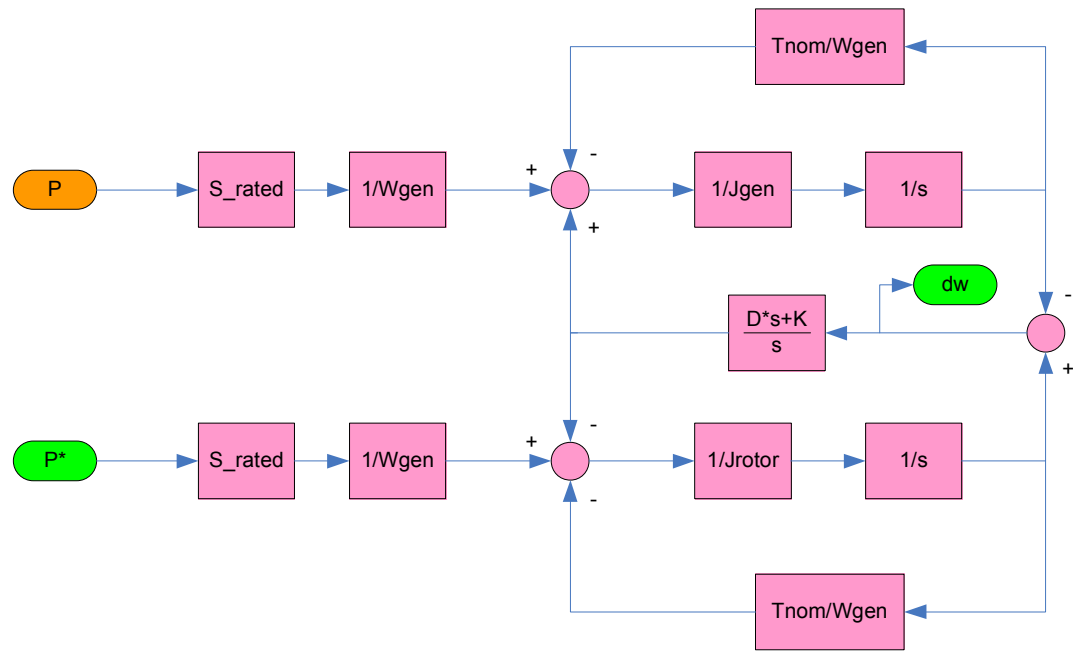 Tnom/Wgen
-
+
P
S_rated
1/Wgen
1/Jgen
1/s
+
dw
-
D*s+K
s
+
+
-
P*
S_rated
1/Wgen
1/Jrotor
1/s
-
Tnom/Wgen